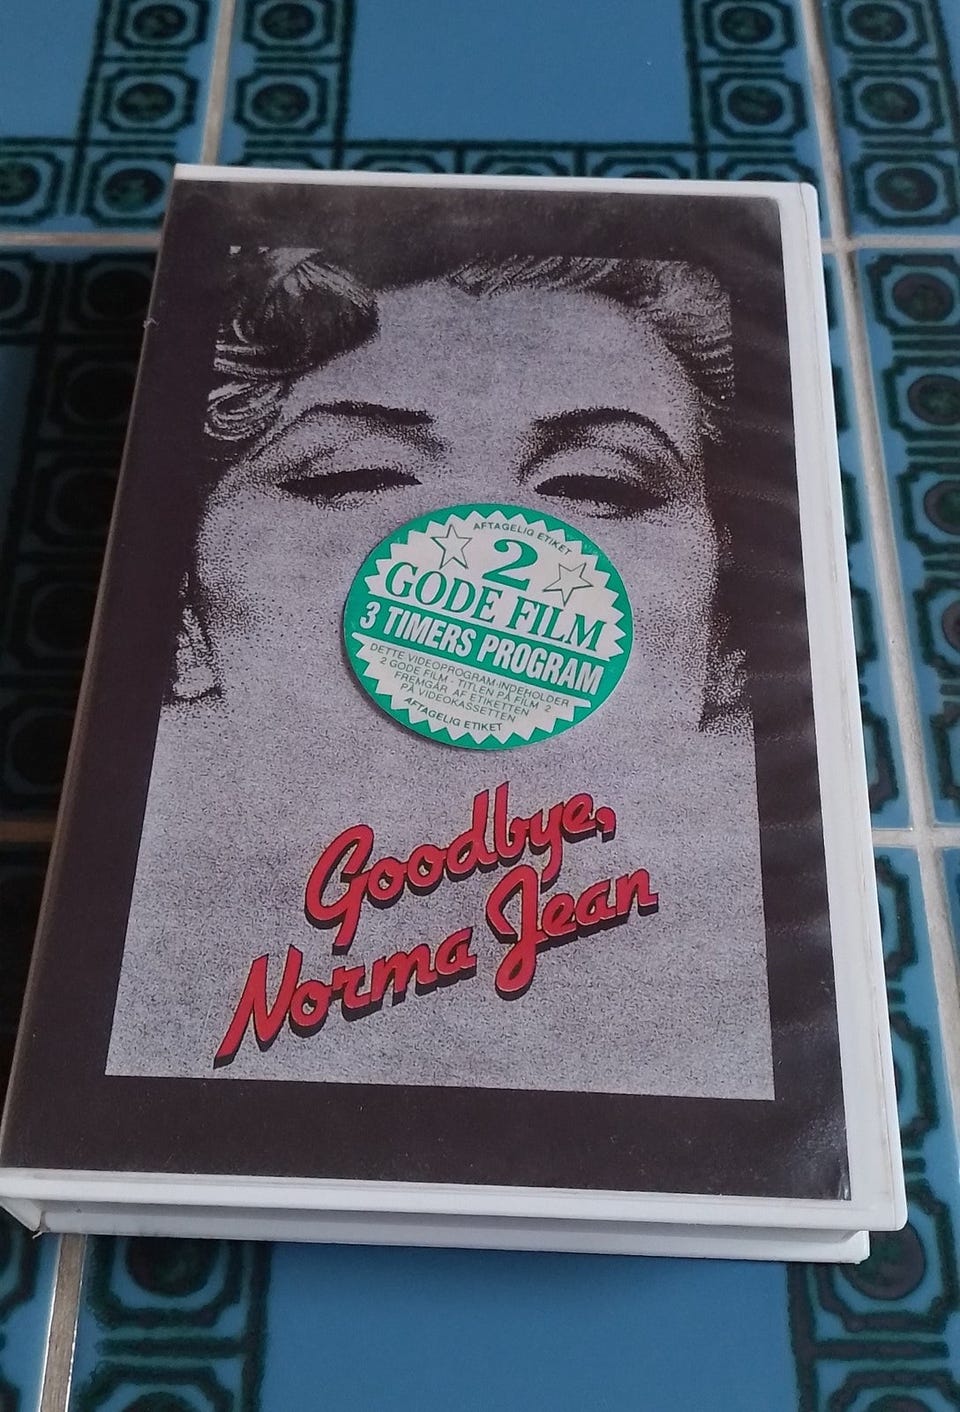 AFTAGELIG ETIKET
2
GODE FILM
3 TIMERS PROGRAM
DETTE VIDEOPROGRAM INDEHOLDER
2 GODE FILM - TITLEN PÅ FILM 2
FREMGÅR AF ETIKETTEN
PÅ VIDEOKASSETTEN
AFTAGELIG ETIKET
Goodbye,
Norma Jean